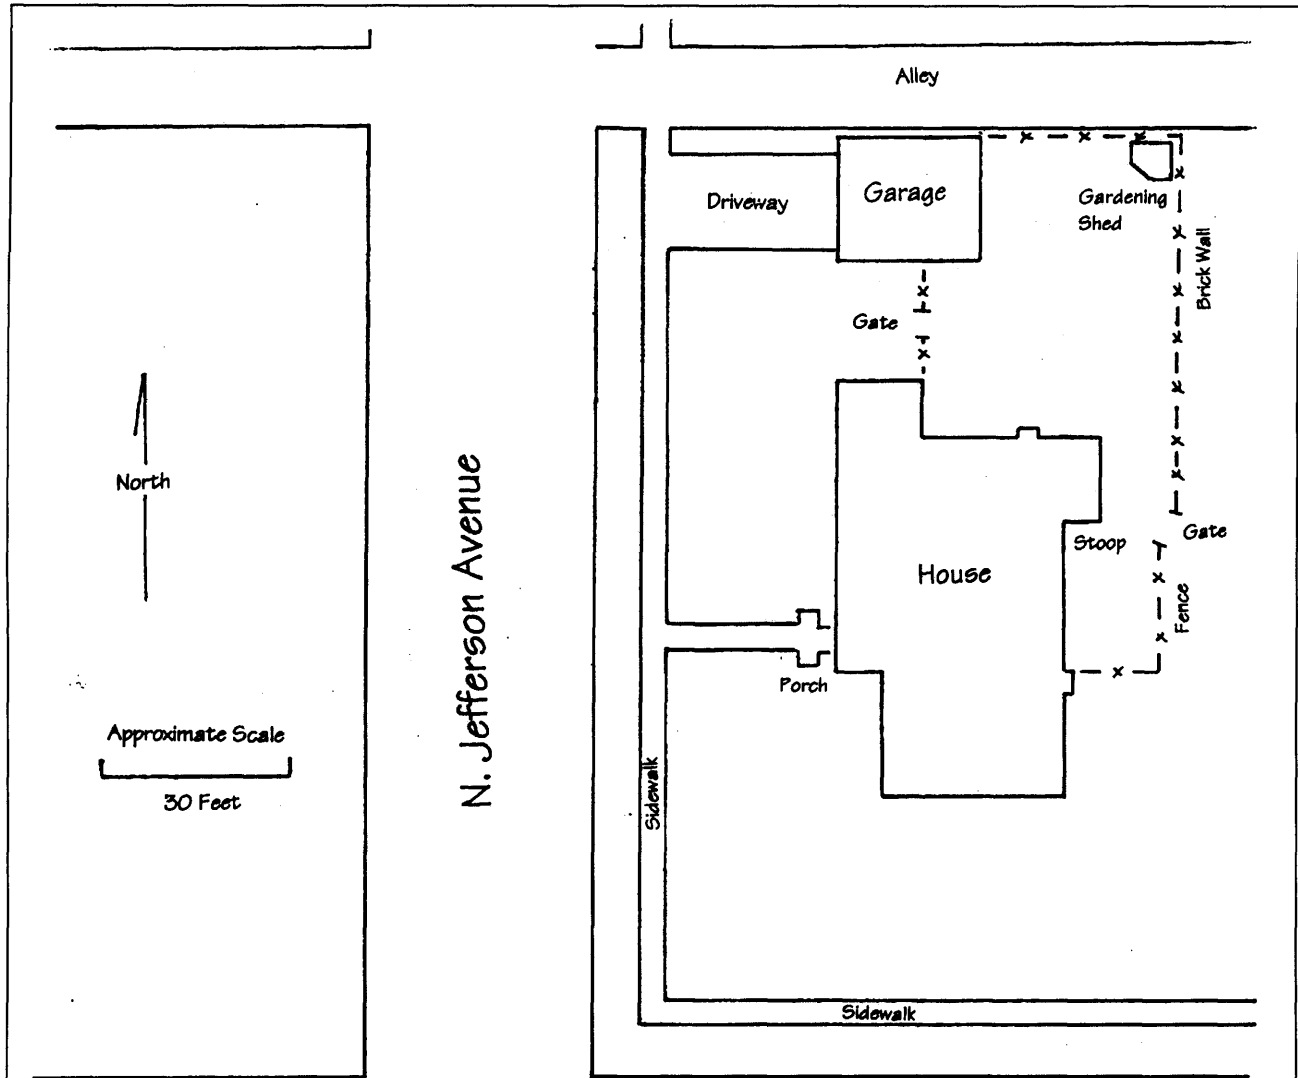 Alley
Driveway
Garage
Gardening
Shed
Brick Wall
Gate
North
N. Jefferson Avenue
House
Stoop
Gate
Fence
Porch
Approximate Scale
30 Feet
Sidewalk
Sidewalk